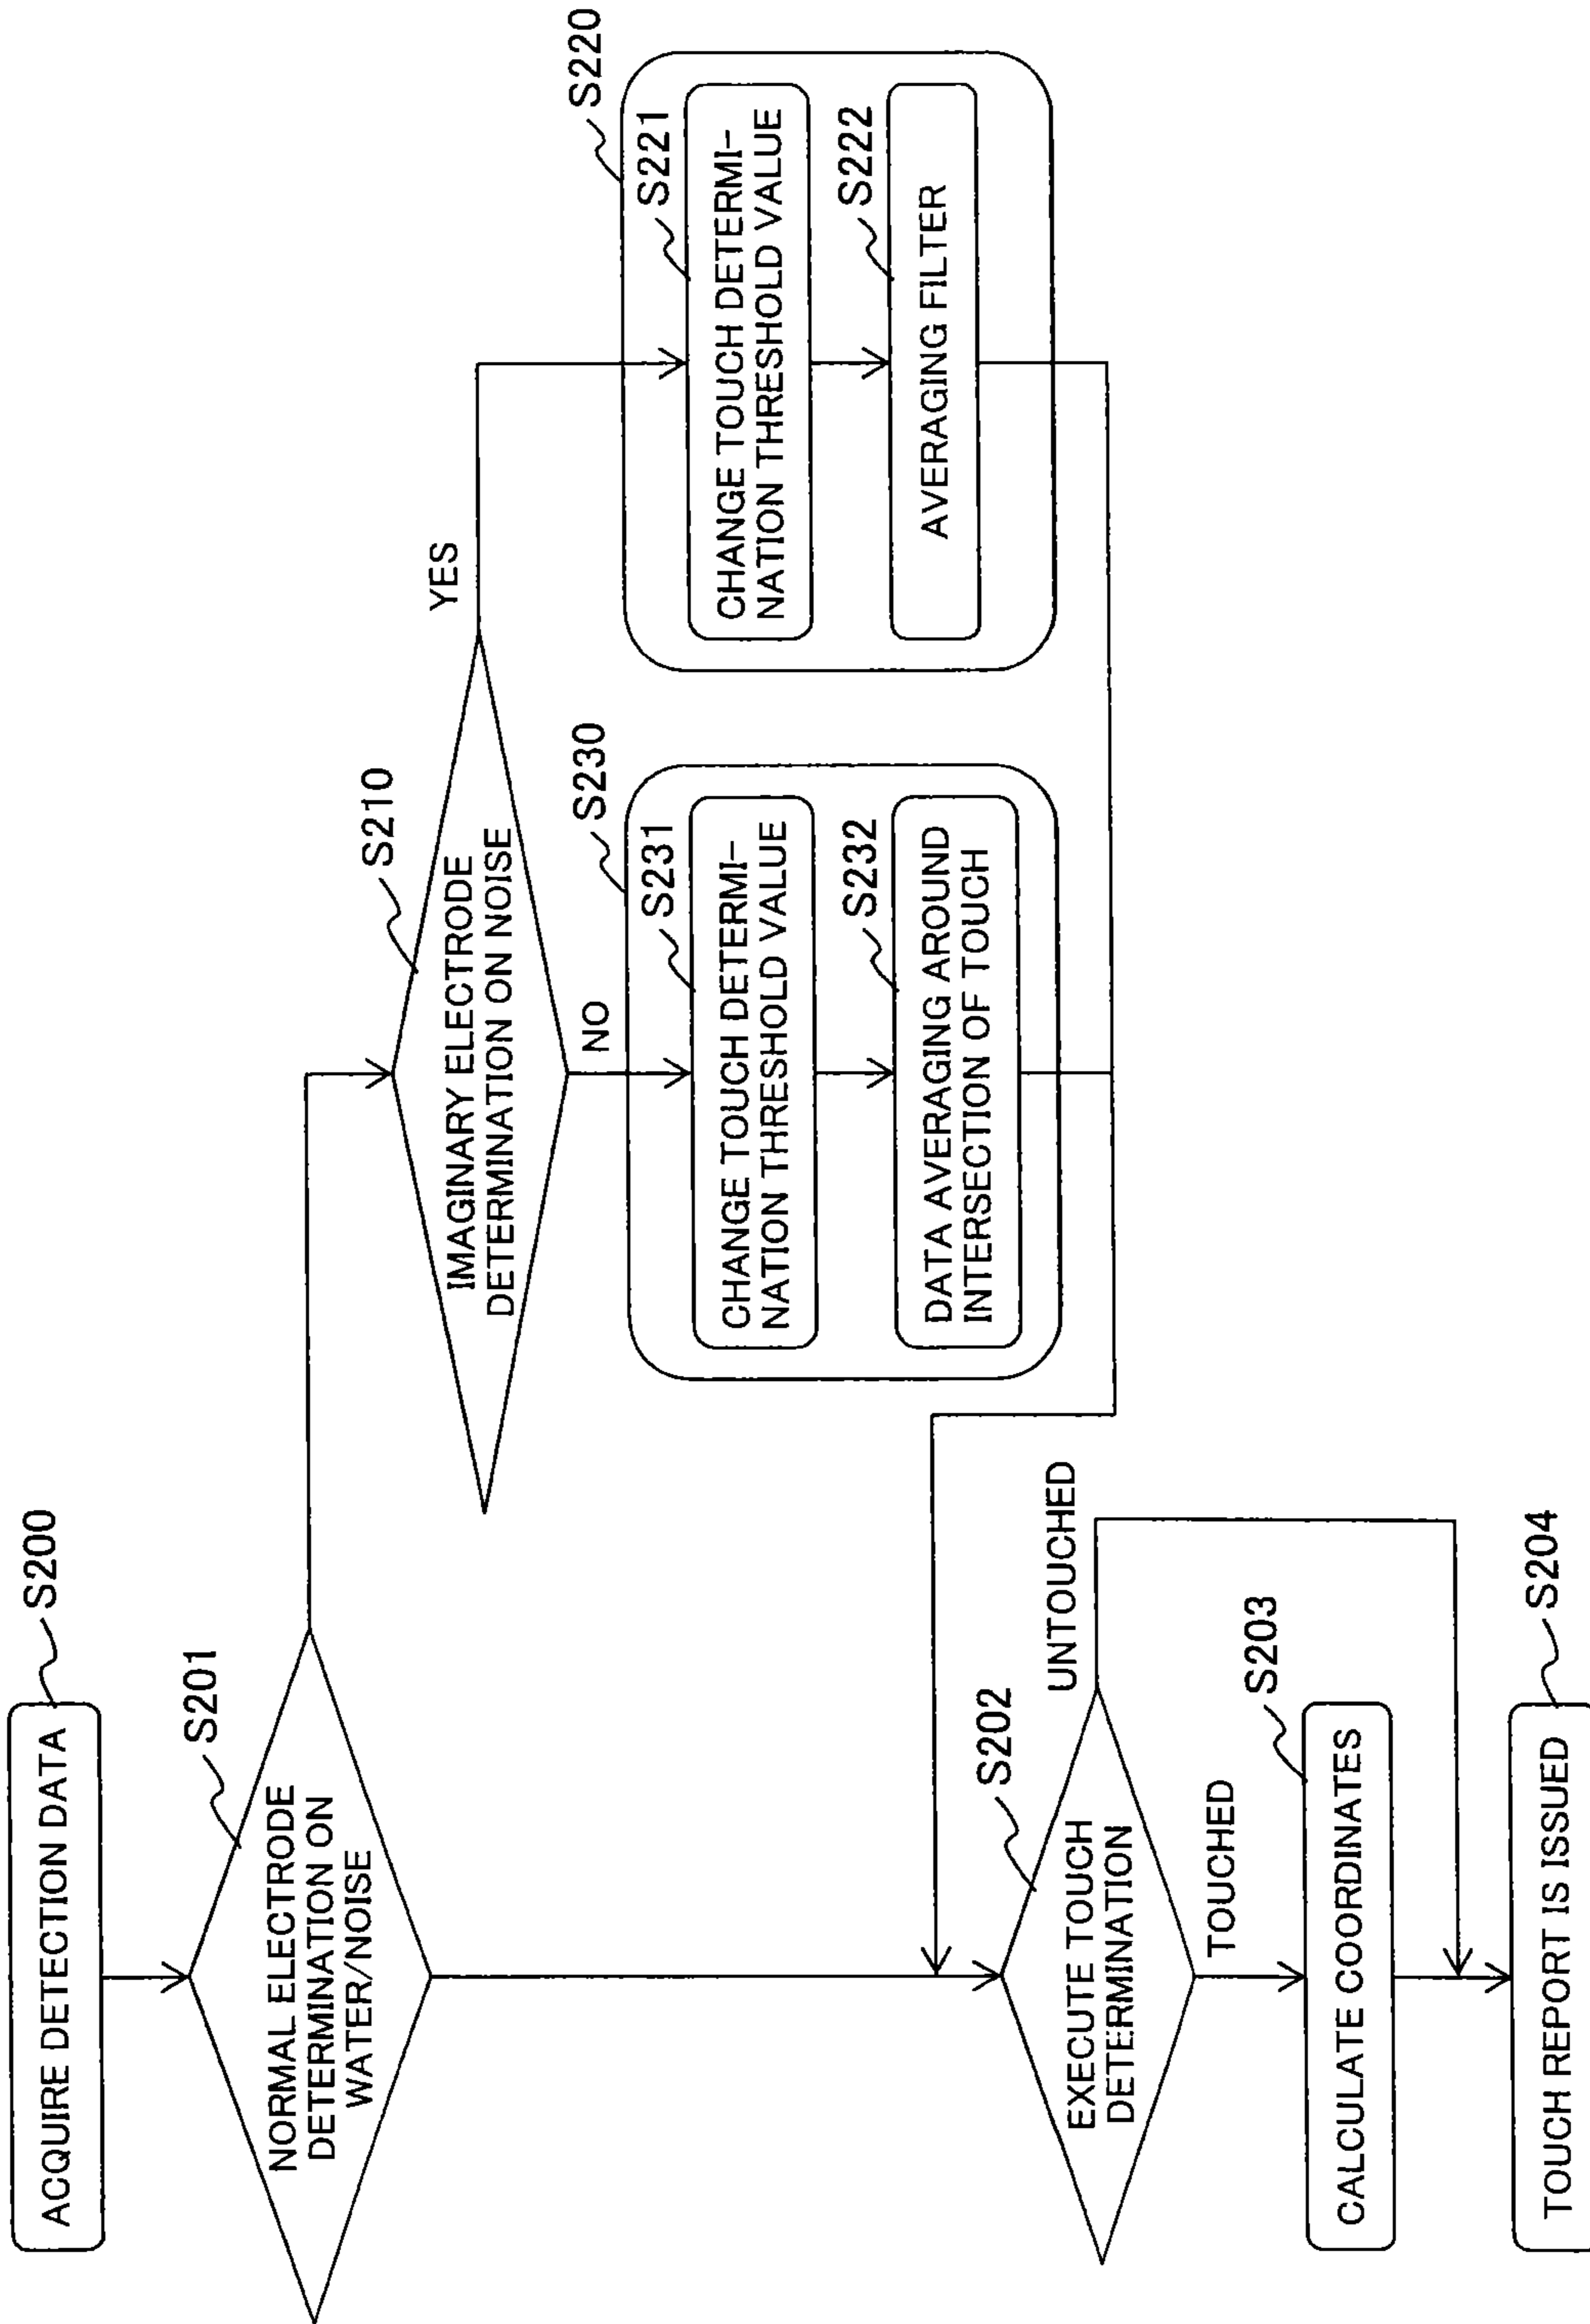 ACQUIRE DETECTION DATA
S200
NORMAL ELECTRODE
DETERMINATION ON
WATER/NOISE
S201
IMAGINARY ELECTRODE
DETERMINATION ON NOISE
S210
YES
NO
S230
CHANGE TOUCH DETERMI-
NATION THRESHOLD VALUE
S231
DATA AVERAGING AROUND
INTERSECTION OF TOUCH
S232
S220
CHANGE TOUCH DETERMI-
NATION THRESHOLD VALUE
S221
AVERAGING FILTER
S222
EXECUTE TOUCH
DETERMINATION
S202
UNTOUCHED
TOUCHED
CALCULATE COORDINATES
S203
TOUCH REPORT IS ISSUED
S204